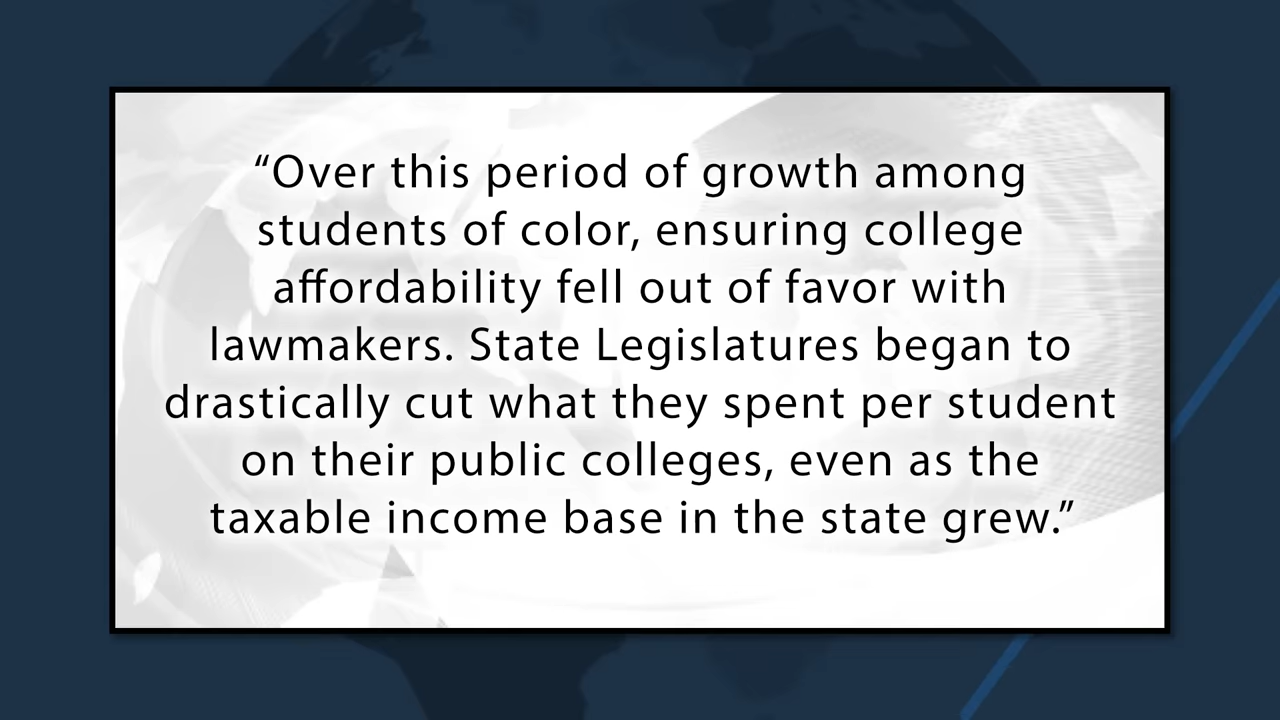 “Over this period of growth among
students of color, ensuring college
affordability fell out of favor with
lawmakers. State Legislatures began to
drastically cut what they spent per student
on their public colleges, even as the
taxable income base in the state grew.”